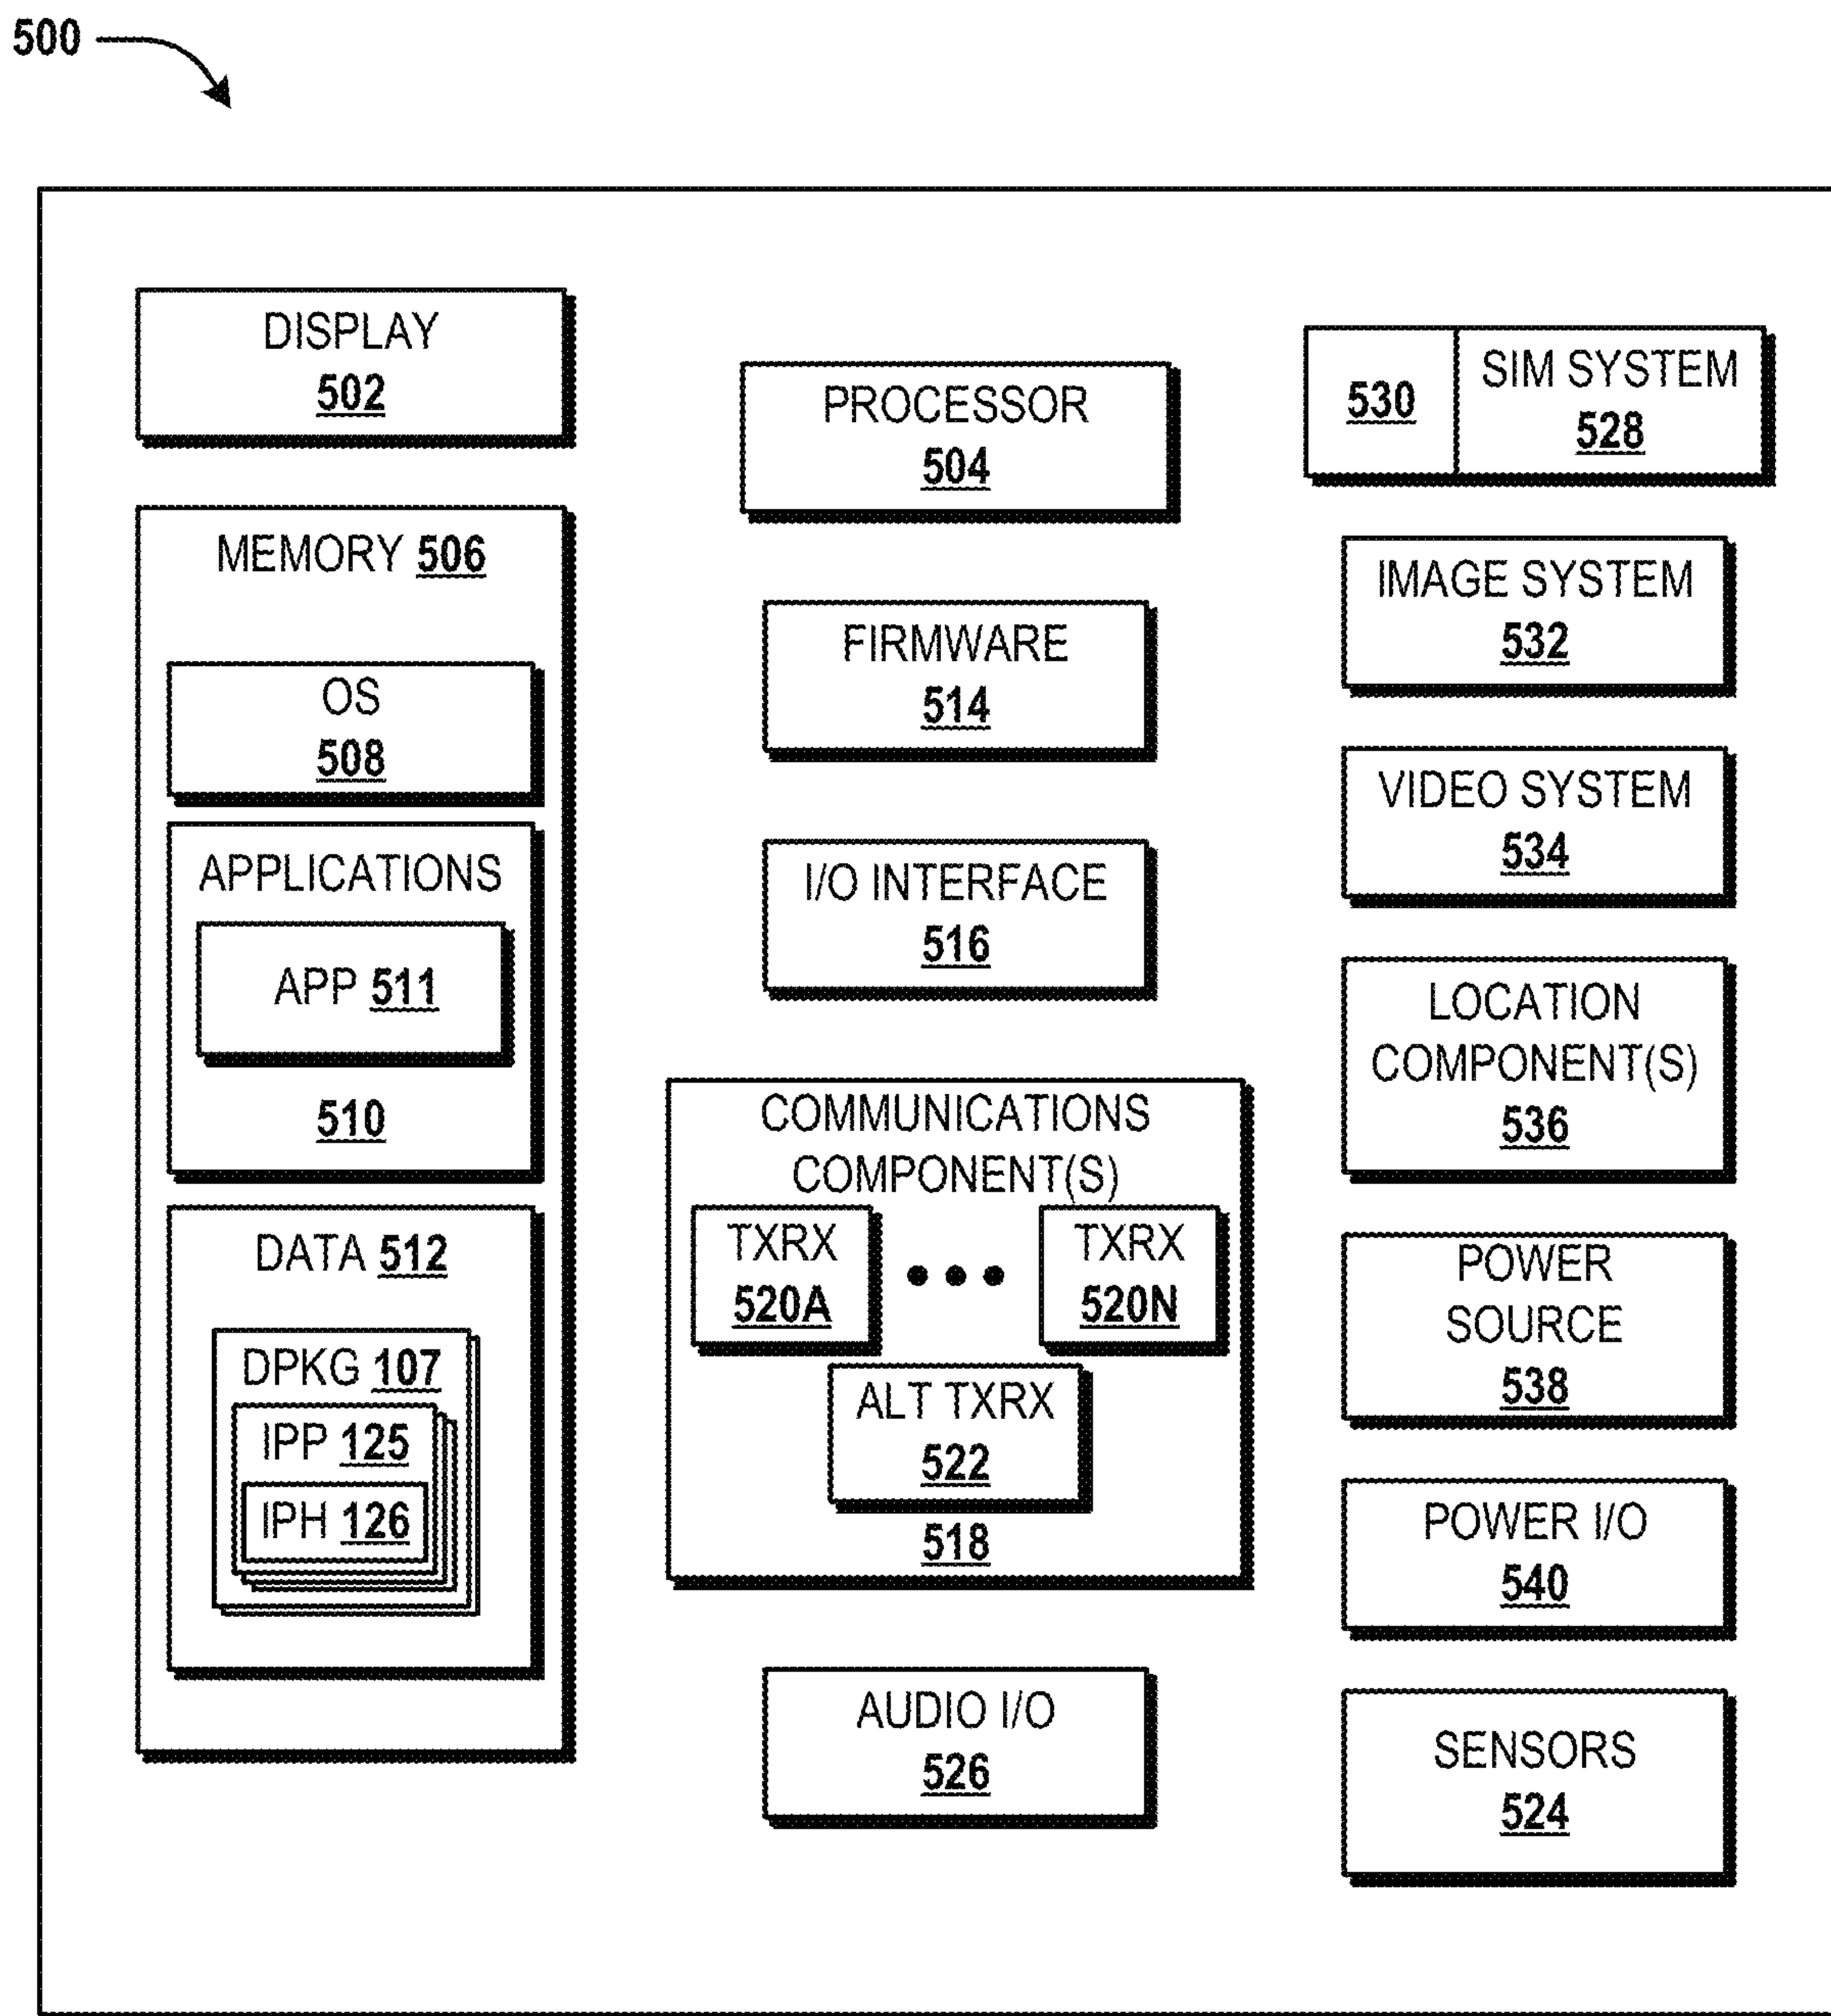 500
DISPLAY
502
MEMORY 506
OS
508
APPLICATIONS
APP 511
510
DATA 512
DPKG 107
IPP 125
IPH 126
PROCESSOR
504
FIRMWARE
514
I/O INTERFACE
516
COMMUNICATIONS
COMPONENT(S)
TXRX
520A
TXRX
520N
ALT TXRX
522
518
AUDIO I/O
526
530
SIM SYSTEM
528
IMAGE SYSTEM
532
VIDEO SYSTEM
534
LOCATION
COMPONENT(S)
536
POWER
SOURCE
538
POWER I/O
540
SENSORS
524